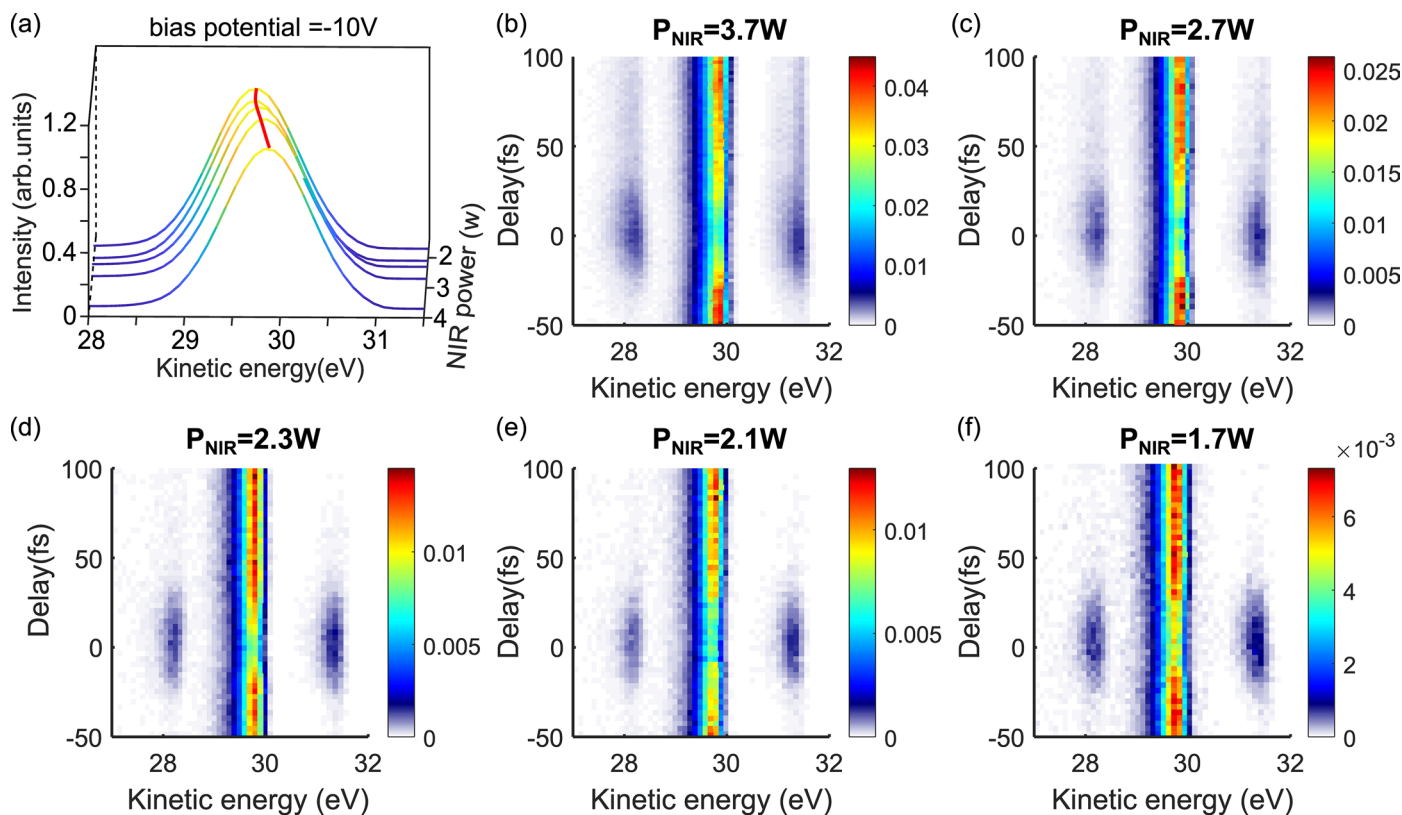 (a)
bias potential =-10V
Intensity (arb.units)
1.2
0.8
0.4
0
28
29
30
31
Kinetic energy(eV)
2
3
4
NIR power (w)
(b)
P_NIR=3.7W
Delay(fs)
100
50
0
-50
28
30
32
Kinetic energy (eV)
0.04
0.03
0.02
0.01
0
(c)
P_NIR=2.7W
Delay(fs)
100
50
0
-50
28
30
32
Kinetic energy (eV)
0.025
0.02
0.015
0.01
0.005
0
(d)
P_NIR=2.3W
Delay(fs)
100
50
0
-50
28
30
32
Kinetic energy (eV)
0.01
0.005
0
(e)
P_NIR=2.1W
Delay(fs)
100
50
0
-50
28
30
32
Kinetic energy (eV)
0.01
0.005
0
(f)
P_NIR=1.7W
Delay(fs)
100
50
0
-50
28
30
32
Kinetic energy (eV)
×10⁻³
6
4
2
0